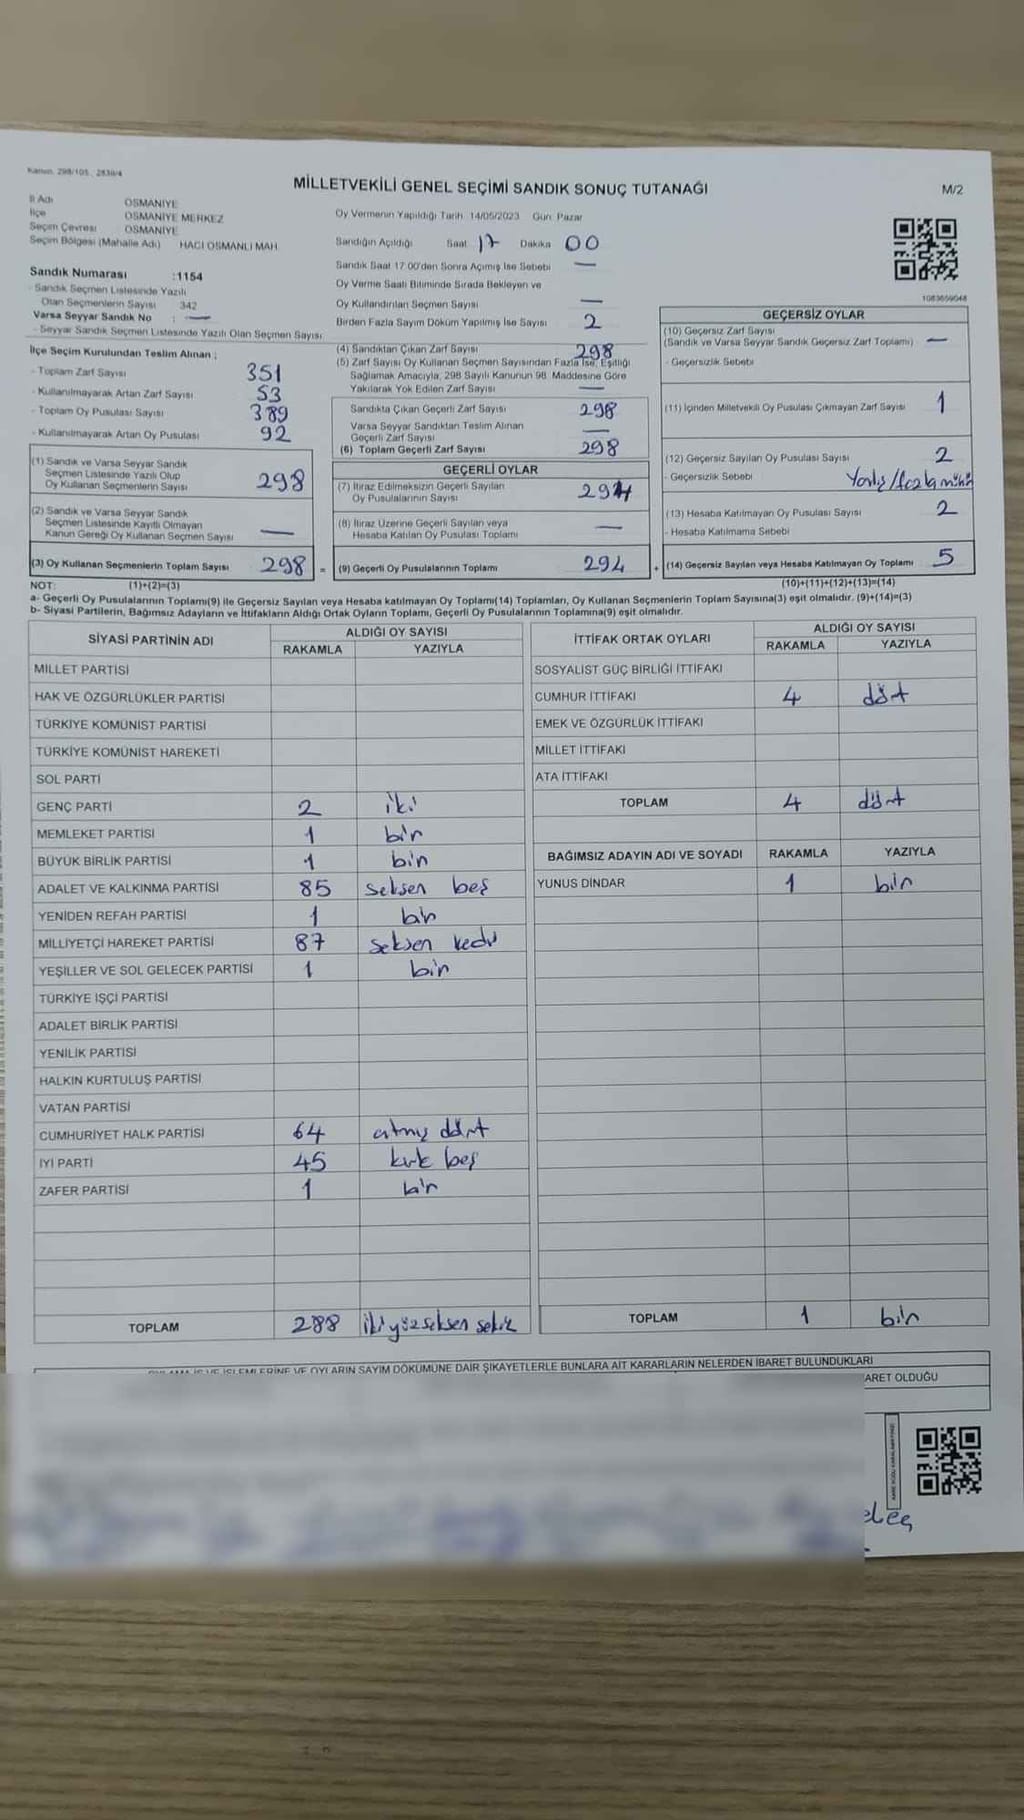 Kanun. 298/105 , 2839/4
MİLLETVEKİLİ GENEL SEÇİMİ SANDIK SONUÇ TUTANAĞI
M/2
İl Adı OSMANİYE
İlçe OSMANİYE MERKEZ
Seçim Çevresi OSMANİYE
Seçim Bölgesi (Mahalle Adı) HACI OSMANLI MAH.
Sandık Numarası :1154
- Sandık Seçmen Listesinde Yazılı
Olan Seçmenlerin Sayısı 342
Varsa Seyyar Sandık No : —
- Seyyar Sandık Seçmen Listesinde Yazılı Olan Seçmen Sayısı
Oy Vermenin Yapıldığı Tarih 14/05/2023 Gün: Pazar
Sandığın Açıldığı Saat 17 Dakika 00
Sandık Saat 17:00'den Sonra Açımış İse Sebebi —
Oy Verme Saati Bitiminde Sırada Bekleyen ve
Oy Kullandırılan Seçmen Sayısı —
Birden Fazla Sayım Döküm Yapılmış İse Sayısı 2
1083659048
İlçe Seçim Kurulundan Teslim Alınan ;
- Toplam Zarf Sayısı 351
- Kullanılmayarak Artan Zarf Sayısı 53
- Toplam Oy Pusulası Sayısı 389
- Kullanılmayarak Artan Oy Pusulası 92
(1) Sandık ve Varsa Seyyar Sandık
Seçmen Listesinde Yazılı Olup
Oy Kullanan Seçmenlerin Sayısı 298
(2) Sandık ve Varsa Seyyar Sandık
Seçmen Listesinde Kayıtlı Olmayan
Kanun Gereği Oy Kullanan Seçmen Sayısı —
(3) Oy Kullanan Seçmenlerin Toplam Sayısı 298 =
(4) Sandıktan Çıkan Zarf Sayısı 298
(5) Zarf Sayısı Oy Kullanan Seçmen Sayısından Fazla İse, Eşitliği
Sağlamak Amacıyla, 298 Sayılı Kanunun 98. Maddesine Göre
Yakılarak Yok Edilen Zarf Sayısı —
Sandıkta Çıkan Geçerli Zarf Sayısı 298
Varsa Seyyar Sandıktan Teslim Alınan
Geçerli Zarf Sayısı —
(6) Toplam Geçerli Zarf Sayısı 298
GEÇERLİ OYLAR
(7) İtiraz Edilmeksizin Geçerli Sayılan
Oy Pusulalarının Sayısı 294
(8) İtiraz Üzerine Geçerli Sayılan veya
Hesaba Katılan Oy Pusulası Toplamı —
(9) Geçerli Oy Pusulalarının Toplamı 294 +
GEÇERSİZ OYLAR
(10) Geçersiz Zarf Sayısı
(Sandık ve Varsa Seyyar Sandık Geçersiz Zarf Toplamı) —
- Geçersizlik Sebebi
(11) İçinden Milletvekili Oy Pusulası Çıkmayan Zarf Sayısı 1
(12) Geçersiz Sayılan Oy Pusulası Sayısı 2
- Geçersizlik Sebebi Yanlış/fazla mühür
(13) Hesaba Katılmayan Oy Pusulası Sayısı 2
- Hesaba Katılmama Sebebi
(14) Geçersiz Sayılan veya Hesaba Katılmayan Oy Toplamı 5
NOT: (1)+(2)=(3) (10)+(11)+(12)+(13)=(14)
a- Geçerli Oy Pusulalarının Toplamı(9) ile Geçersiz Sayılan veya Hesaba katılmayan Oy Toplamı(14) Toplamları, Oy Kullanan Seçmenlerin Toplam Sayısına(3) eşit olmalıdır. (9)+(14)=(3)
b- Siyasi Partilerin, Bağımsız Adayların ve İttifakların Aldığı Ortak Oyların Toplamı, Geçerli Oy Pusulalarının Toplamına(9) eşit olmalıdır.
SİYASİ PARTİNİN ADI ALDIĞI OY SAYISI
RAKAMLA YAZIYLA
MİLLET PARTİSİ
HAK VE ÖZGÜRLÜKLER PARTİSİ
TÜRKİYE KOMÜNİST PARTİSİ
TÜRKİYE KOMÜNİST HAREKETİ
SOL PARTİ
GENÇ PARTİ 2 iki
MEMLEKET PARTİSİ 1 bir
BÜYÜK BİRLİK PARTİSİ 1 bir
ADALET VE KALKINMA PARTİSİ 85 seksen beş
YENİDEN REFAH PARTİSİ 1 bir
MİLLİYETÇİ HAREKET PARTİSİ 87 seksen yedi
YEŞİLLER VE SOL GELECEK PARTİSİ 1 bir
TÜRKİYE İŞÇİ PARTİSİ
ADALET BİRLİK PARTİSİ
YENİLİK PARTİSİ
HALKIN KURTULUŞ PARTİSİ
VATAN PARTİSİ
CUMHURİYET HALK PARTİSİ 64 atmış dört
İYİ PARTİ 45 kırk beş
ZAFER PARTİSİ 1 bir
TOPLAM 288 iki yüz seksen sekiz
İTTİFAK ORTAK OYLARI ALDIĞI OY SAYISI
RAKAMLA YAZIYLA
SOSYALİST GÜÇ BİRLİĞİ İTTİFAKI
CUMHUR İTTİFAKI 4 dört
EMEK VE ÖZGÜRLÜK İTTİFAKI
MİLLET İTTİFAKI
ATA İTTİFAKI
TOPLAM 4 dört
BAĞIMSIZ ADAYIN ADI VE SOYADI RAKAMLA YAZIYLA
YUNUS DİNDAR 1 bir
TOPLAM 1 bir
İŞLEMLERİNE VE OYLARIN SAYIM DÖKÜMÜNE DAİR ŞİKAYETLERLE BUNLARA AİT KARARLARIN NELERDEN İBARET BULUNDUKLARI
ARET OLDUĞU